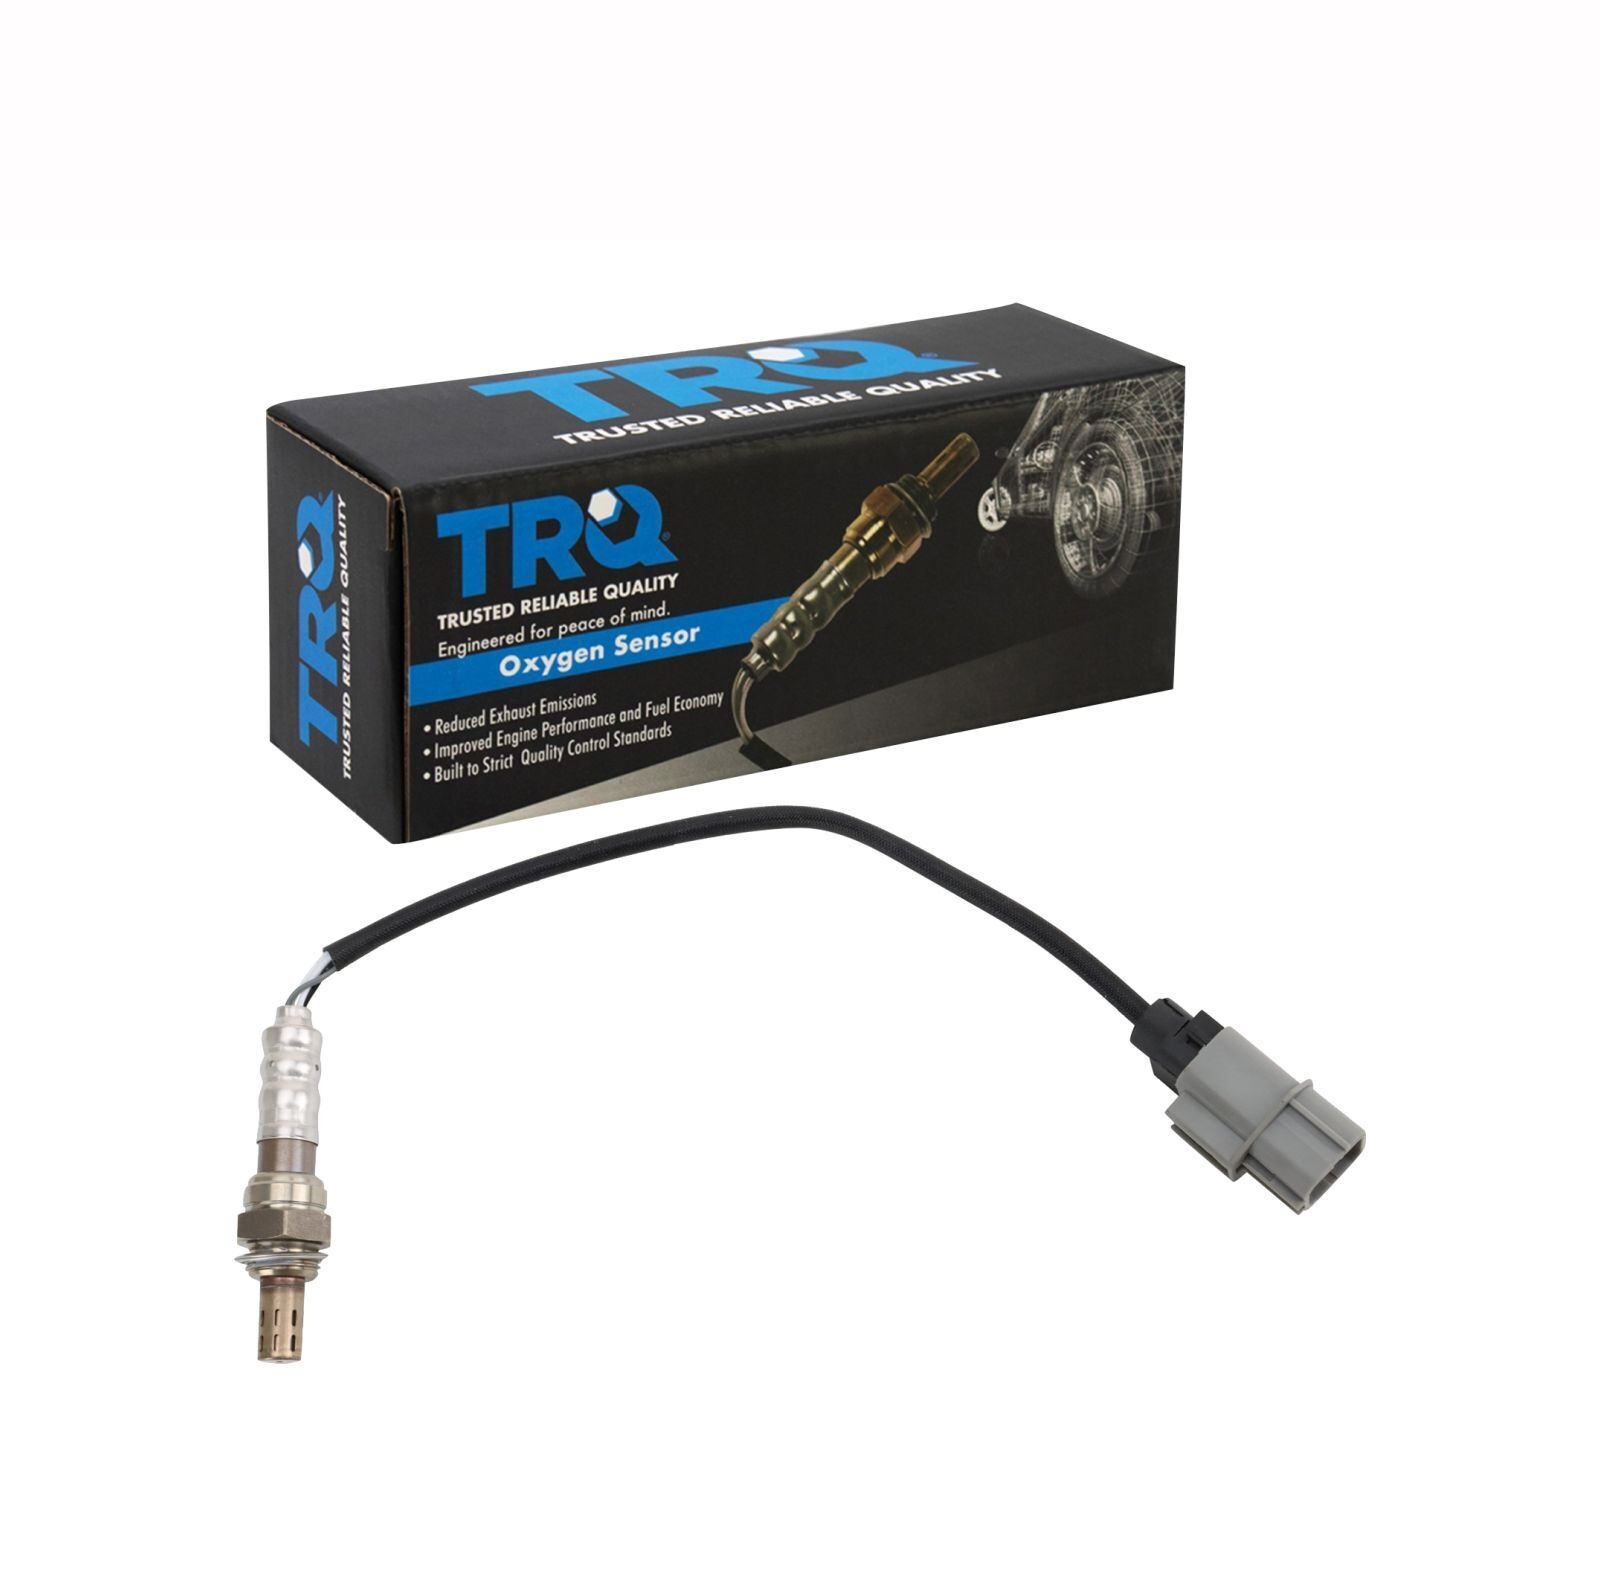 TRQ®
TRUSTED RELIABLE QUALITY
TRQ
TRUSTED RELIABLE QUALITY
TRQ®
TRUSTED RELIABLE QUALITY
Engineered for peace of mind.
Oxygen Sensor
• Reduced Exhaust Emissions
• Improved Engine Performance and Fuel Economy
• Built to Strict Quality Control Standards